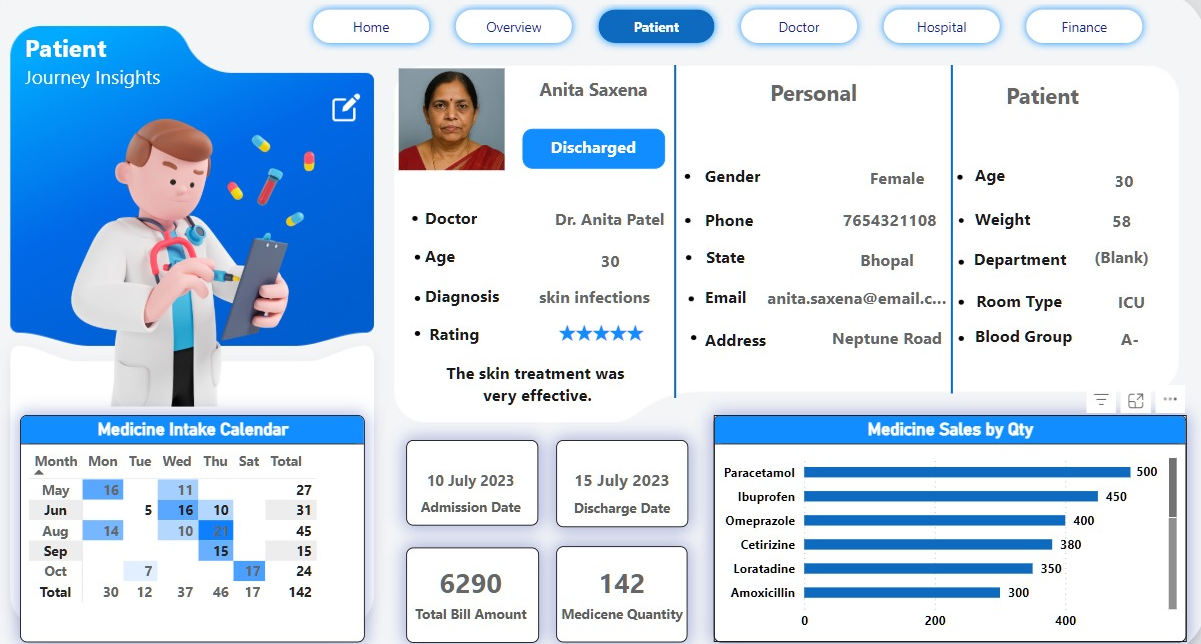 Home Overview Patient Doctor Hospital Finance
Patient
Journey Insights
Anita Saxena
Discharged
• Doctor Dr. Anita Patel
• Age 30
• Diagnosis skin infections
• Rating ★★★★★
The skin treatment was
very effective.
Personal
• Gender Female
• Phone 7654321108
• State Bhopal
• Email anita.saxena@email.c...
• Address Neptune Road
Patient
• Age 30
• Weight 58
• Department (Blank)
• Room Type ICU
• Blood Group A-
Medicine Intake Calendar
Month Mon Tue Wed Thu Sat Total
May 16 11 27
Jun 5 16 10 31
Aug 14 10 21 45
Sep 15 15
Oct 7 17 24
Total 30 12 37 46 17 142
10 July 2023
Admission Date
15 July 2023
Discharge Date
6290
Total Bill Amount
142
Medicene Quantity
Medicine Sales by Qty
Paracetamol 500
Ibuprofen 450
Omeprazole 400
Cetirizine 380
Loratadine 350
Amoxicillin 300
0 200 400